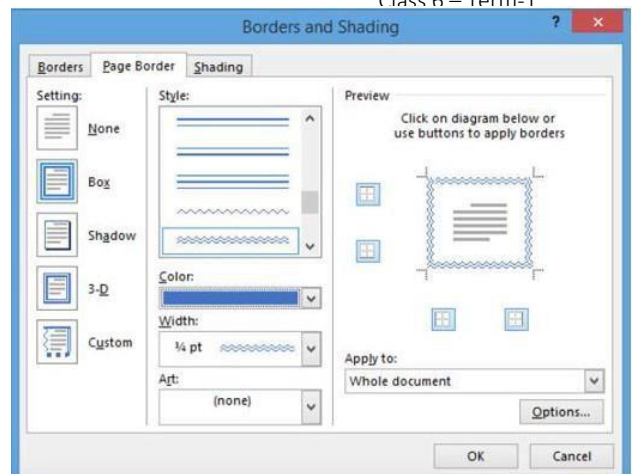 Class 6 – Term-1
Borders and Shading
?
Borders Page Border Shading
Setting:
None
Box
Shadow
3-D
Custom
Style:
Color:
Width:
¾ pt
Art:
(none)
Preview
Click on diagram below or
use buttons to apply borders
Apply to:
Whole document
Options...
OK Cancel